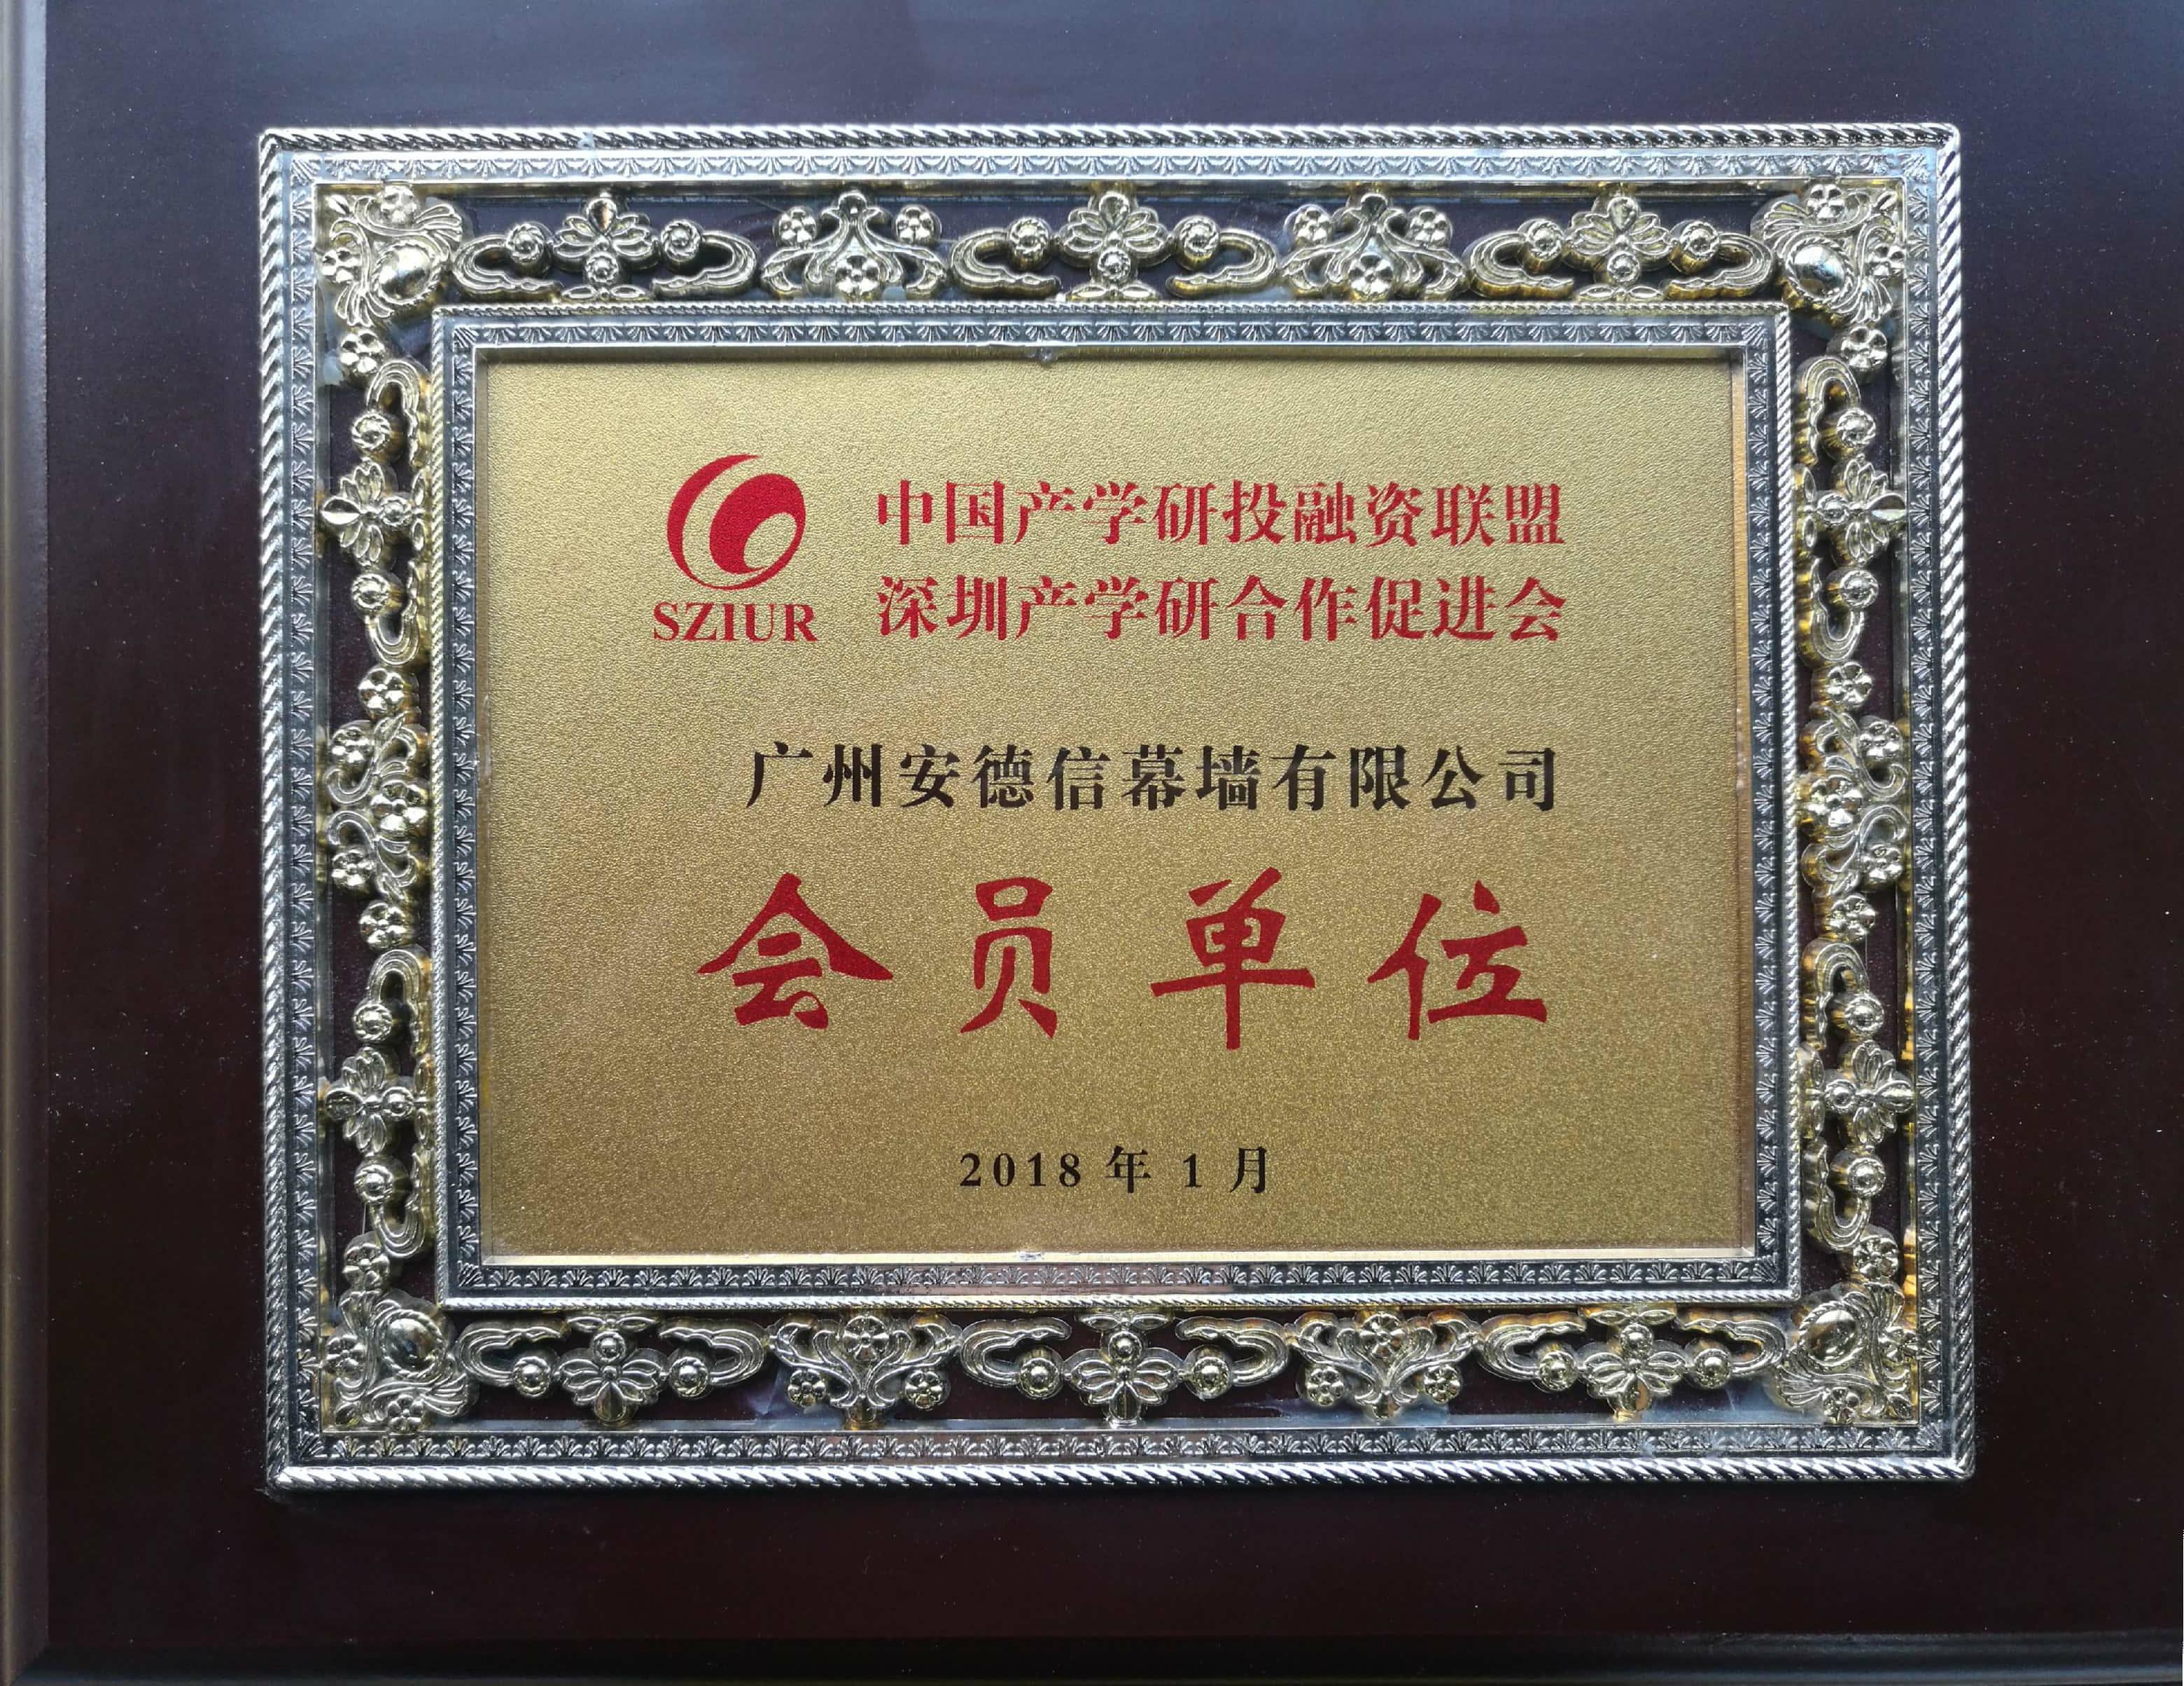 中国产学研投融资联盟
SZIUR 深圳产学研合作促进会
广州安德信幕墙有限公司
会员单位
2018年1月